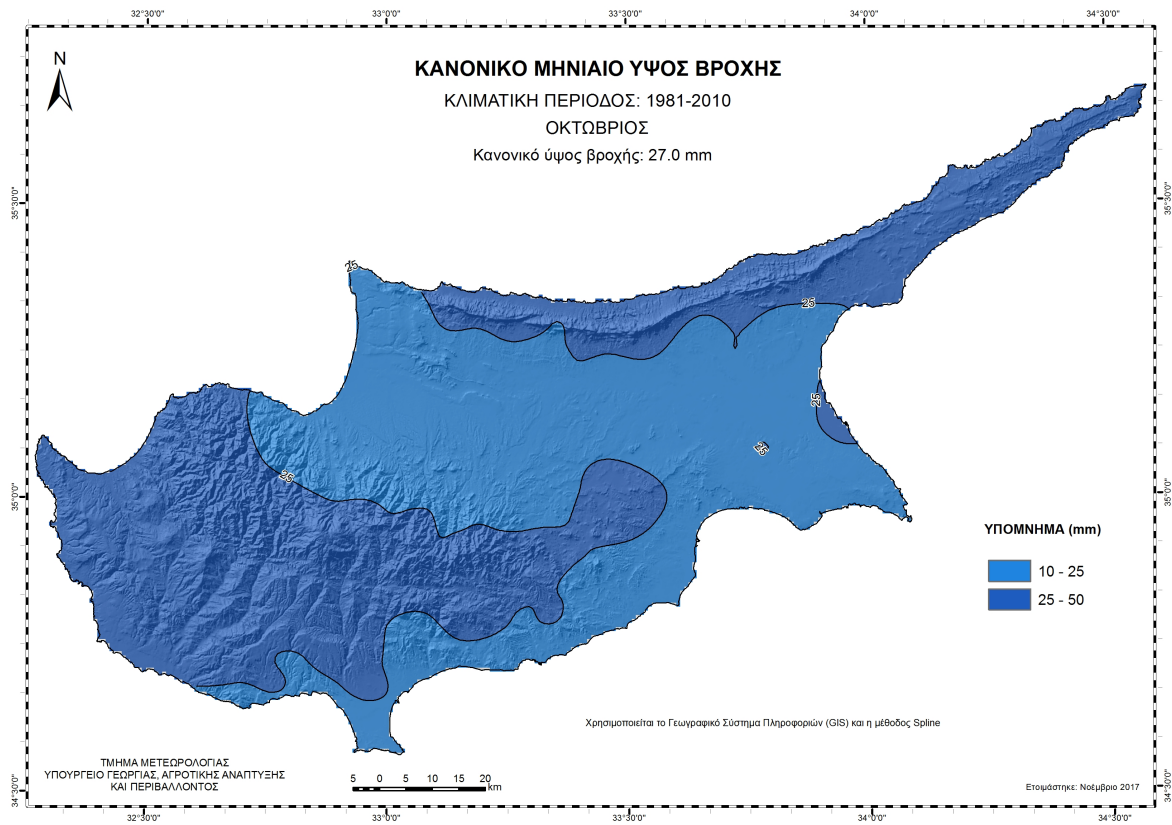 32°30'0"
33°0'0"
33°30'0"
34°0'0"
34°30'0"
N
ΚΑΝΟΝΙΚΟ ΜΗΝΙΑΙΟ ΥΨΟΣ ΒΡΟΧΗΣ
ΚΛΙΜΑΤΙΚΗ ΠΕΡΙΟΔΟΣ: 1981-2010
ΟΚΤΩΒΡΙΟΣ
Κανονικό ύψος βροχής: 27.0 mm
35°30'0"
35°30'0"
25
25
25
25
25
35°0'0"
35°0'0"
ΥΠΟΜΝΗΜΑ (mm)
10 - 25
25 - 50
Χρησιμοποιείται το Γεωγραφικό Σύστημα Πληροφοριών (GIS) και η μέθοδος Spline
ΤΜΗΜΑ ΜΕΤΕΩΡΟΛΟΓΙΑΣ
ΥΠΟΥΡΓΕΙΟ ΓΕΩΡΓΙΑΣ, ΑΓΡΟΤΙΚΗΣ ΑΝΑΠΤΥΞΗΣ
ΚΑΙ ΠΕΡΙΒΑΛΛΟΝΤΟΣ
5 0 5 10 15 20
km
Ετοιμάστηκε: Νοέμβριο 2017
34°30'0"
34°30'0"
32°30'0"
33°0'0"
33°30'0"
34°0'0"
34°30'0"